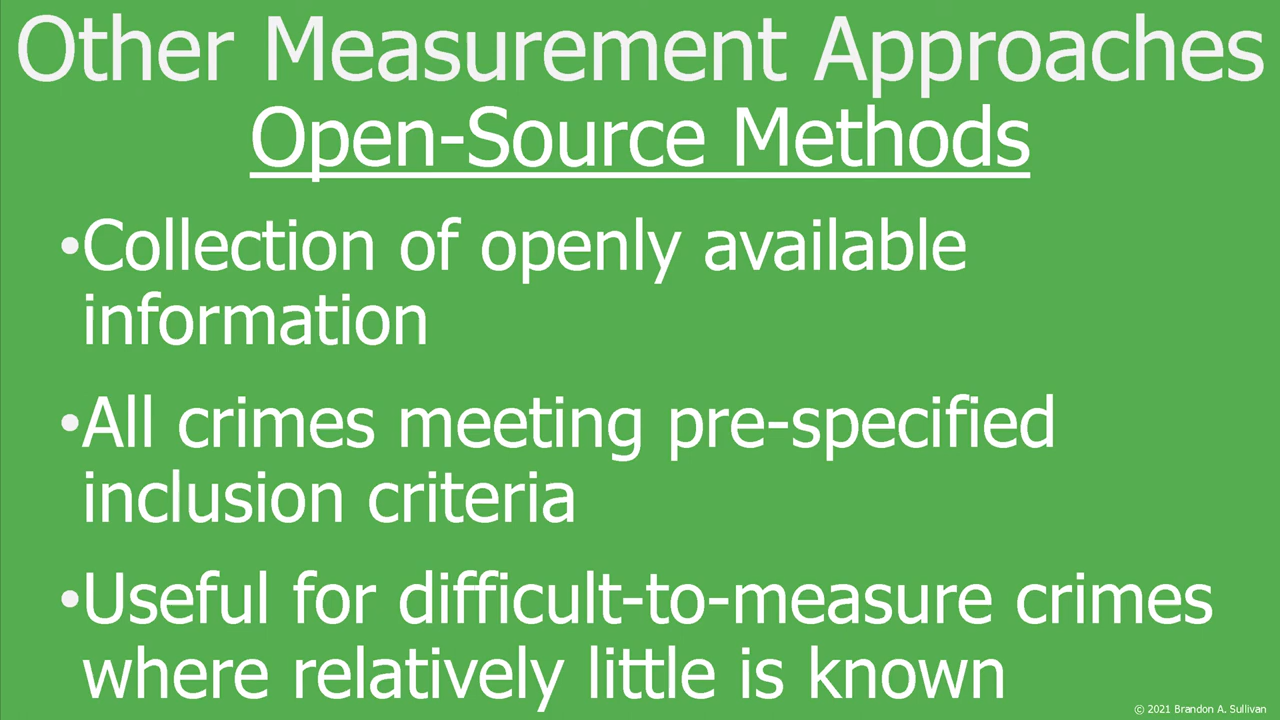 Other Measurement Approaches
Open-Source Methods
•Collection of openly available
information
•All crimes meeting pre-specified
inclusion criteria
•Useful for difficult-to-measure crimes
where relatively little is known
© 2021 Brandon A. Sullivan